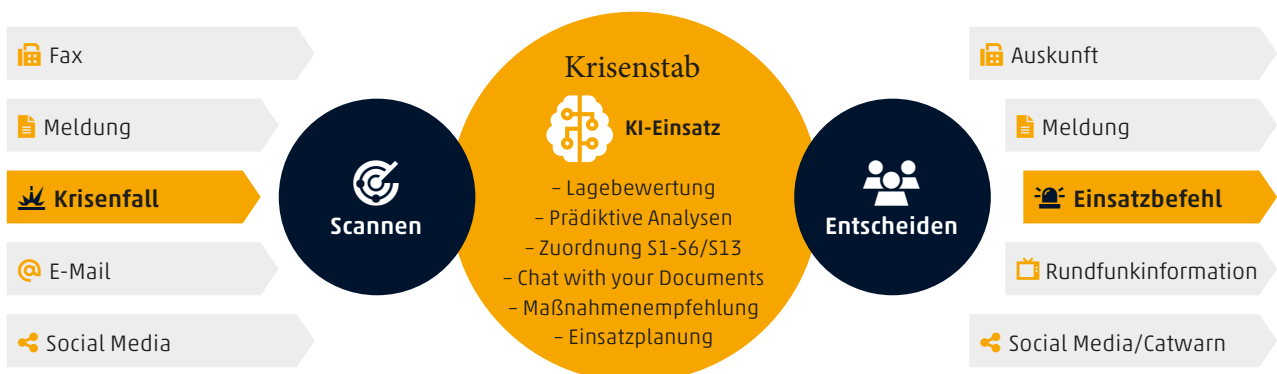 Fax
Meldung
Krisenfall
E-Mail
Social Media
Scannen
Krisenstab
KI-Einsatz
– Lagebewertung
– Prädiktive Analysen
– Zuordnung S1-S6/S13
– Chat with your Documents
– Maßnahmenempfehlung
– Einsatzplanung
Entscheiden
Auskunft
Meldung
Einsatzbefehl
Rundfunkinformation
Social Media/Catwarn